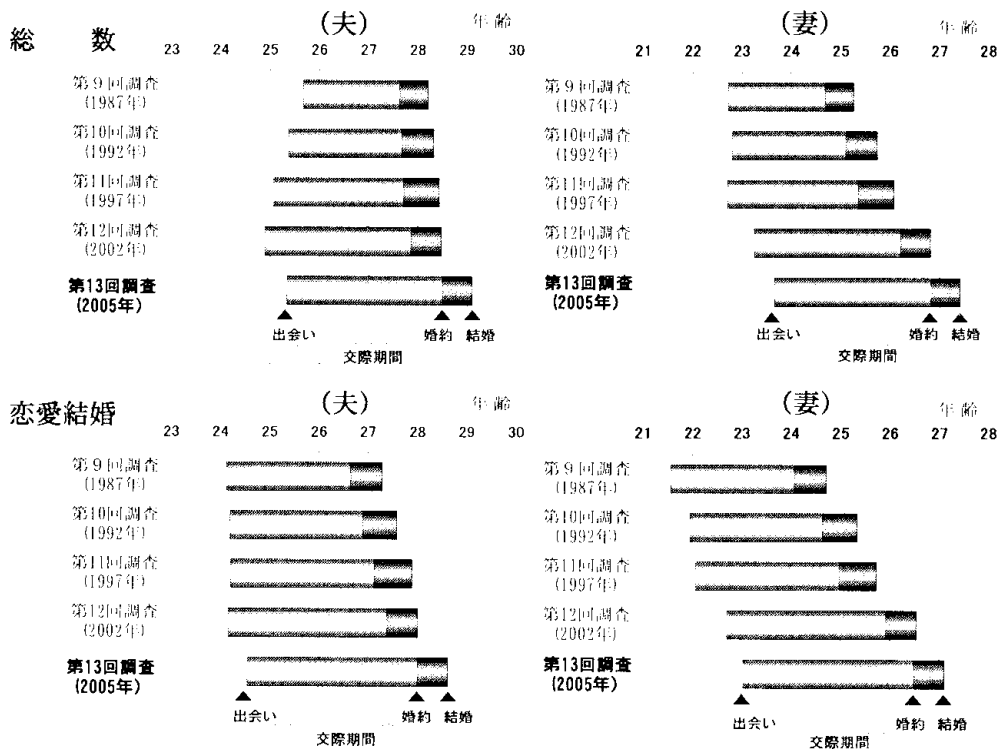 総　数
(夫)
年齢
23 24 25 26 27 28 29 30
第9回調査
(1987年)
第10回調査
(1992年)
第11回調査
(1997年)
第12回調査
(2002年)
第13回調査
(2005年)
▲ ▲ ▲
出会い 婚約 結婚
交際期間
(妻)
年齢
21 22 23 24 25 26 27 28
第9回調査
(1987年)
第10回調査
(1992年)
第11回調査
(1997年)
第12回調査
(2002年)
第13回調査
(2005年)
▲ ▲ ▲
出会い 婚約 結婚
交際期間
恋愛結婚
(夫)
年齢
23 24 25 26 27 28 29 30
第9回調査
(1987年)
第10回調査
(1992年)
第11回調査
(1997年)
第12回調査
(2002年)
第13回調査
(2005年)
▲ ▲ ▲
出会い 婚約 結婚
交際期間
(妻)
年齢
21 22 23 24 25 26 27 28
第9回調査
(1987年)
第10回調査
(1992年)
第11回調査
(1997年)
第12回調査
(2002年)
第13回調査
(2005年)
▲ ▲ ▲
出会い 婚約 結婚
交際期間